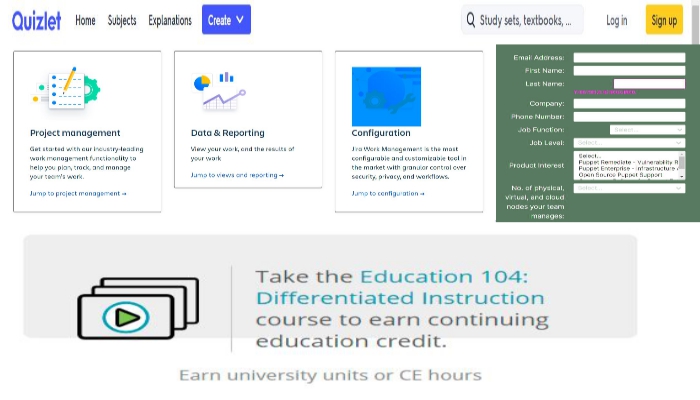 Quizlet Home Subjects Explanations Create Study sets, textbooks, ... Log in Sign up
Project management
Get started with our industry-leading
work management functionality to
help you plan, track, and manage
your team's work.
Jump to project management →
Data & Reporting
View your work, and the results of
your work
Jump to views and reporting →
Configuration
Jira Work Management is the most
configurable and customizable tool in
the market with granular control over
security, privacy, and workflows.
Jump to configuration →
Email Address:
First Name:
Last Name:
Company:
Phone Number:
Job Function: Select...
Job Level: Select...
Product Interest
Select...
Puppet Remediate - Vulnerability R
Puppet Enterprise - Infrastructure
Open Source Puppet Support
No. of physical, Select...
virtual, and cloud
nodes your team
manages:
Take the Education 104:
Differentiated Instruction
course to earn continuing
education credit.
Earn university units or CE hours